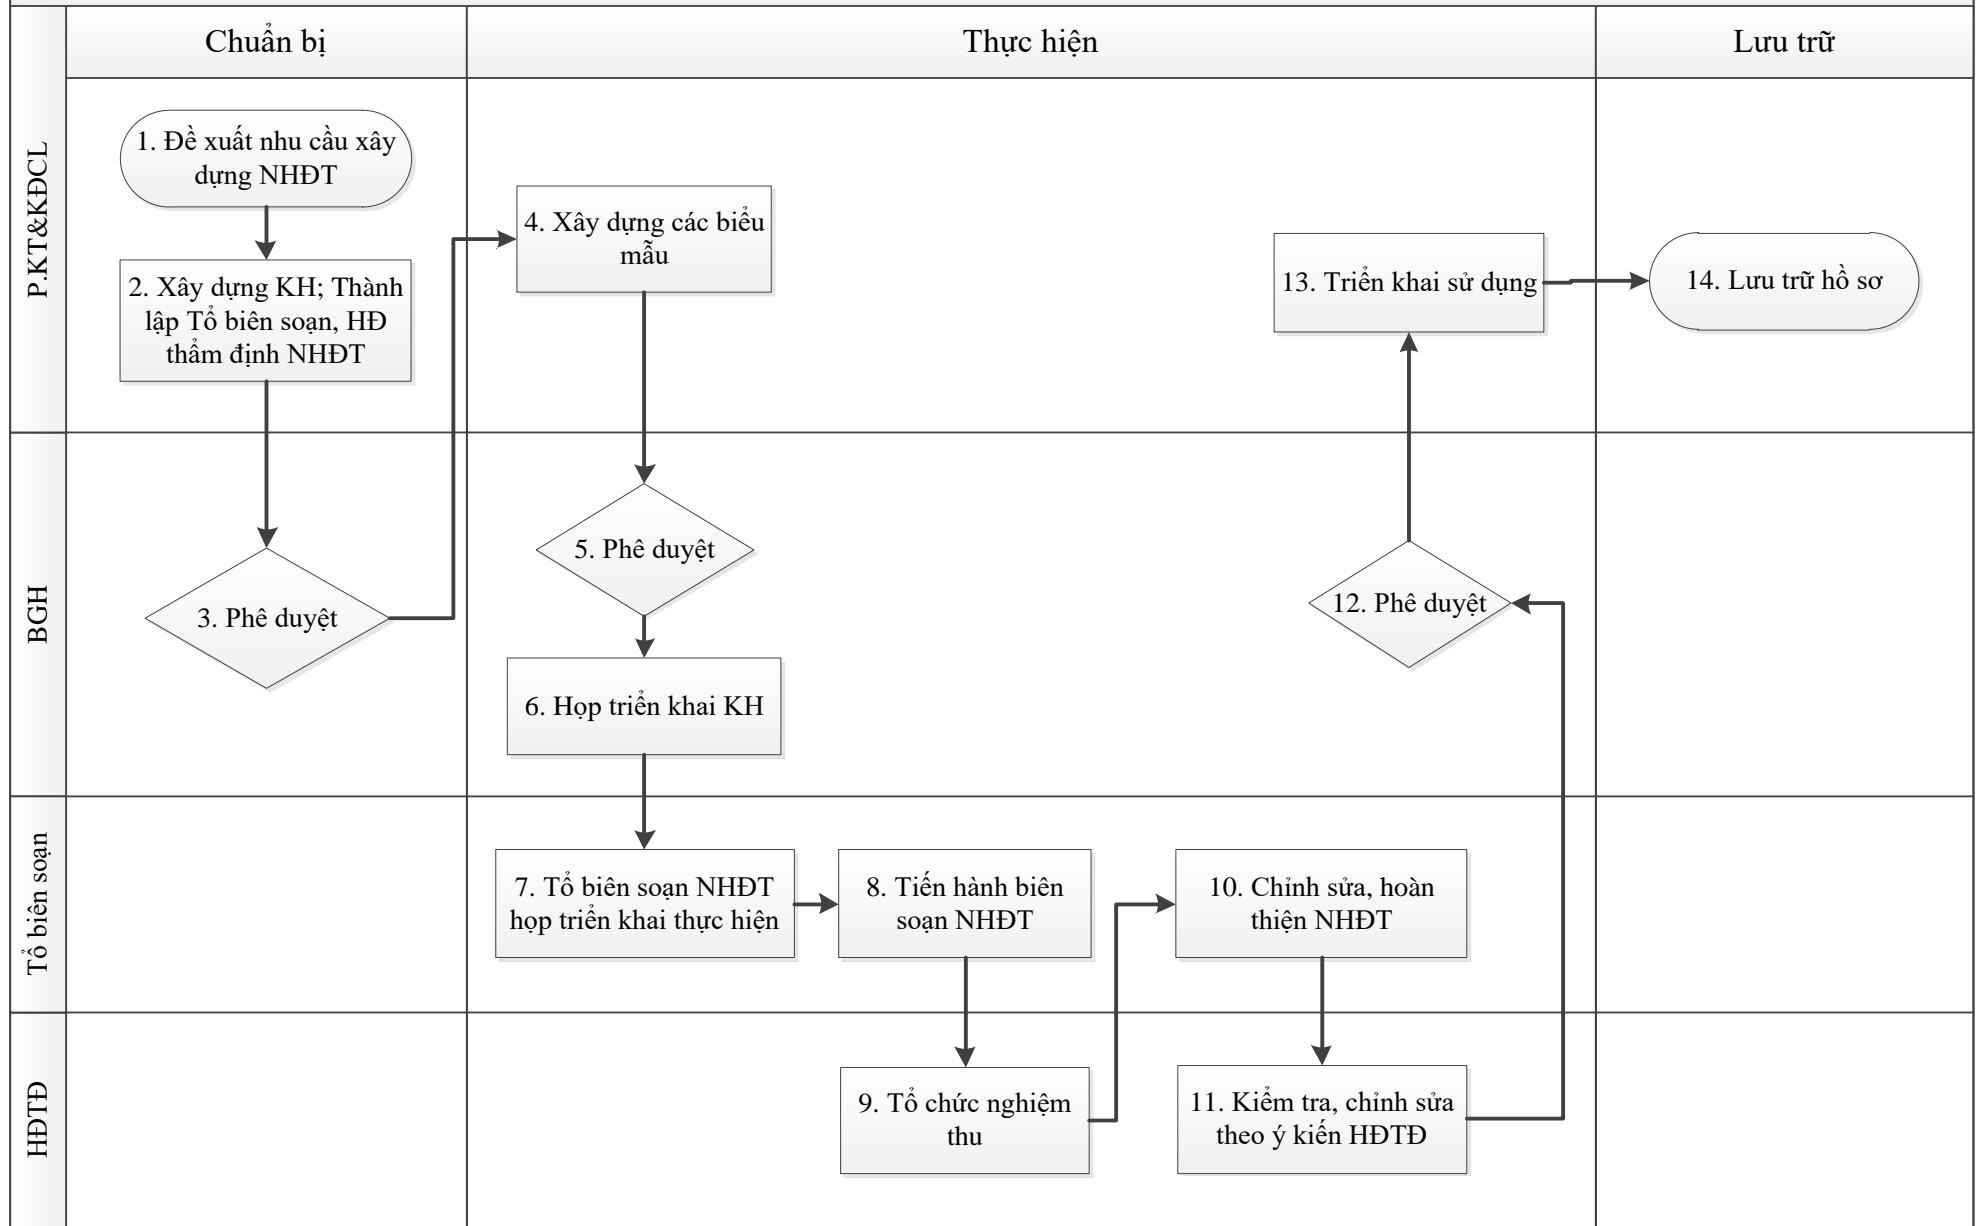 Chuẩn bị
Thực hiện
Lưu trữ
P.KT&KĐCL
1. Đề xuất nhu cầu xây
dựng NHĐT
2. Xây dựng KH; Thành
lập Tổ biên soạn, HĐ
thẩm định NHĐT
4. Xây dựng các biểu
mẫu
13. Triển khai sử dụng
14. Lưu trữ hồ sơ
BGH
3. Phê duyệt
5. Phê duyệt
6. Họp triển khai KH
12. Phê duyệt
Tổ biên soạn
7. Tổ biên soạn NHĐT
họp triển khai thực hiện
8. Tiến hành biên
soạn NHĐT
10. Chỉnh sửa, hoàn
thiện NHĐT
HĐTĐ
9. Tổ chức nghiệm
thu
11. Kiểm tra, chỉnh sửa
theo ý kiến HĐTĐ